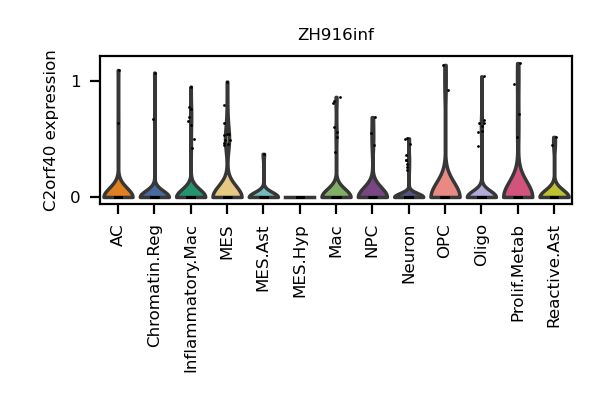 ZH916inf
C2orf40 expression
1
0
AC
Chromatin.Reg
Inflammatory.Mac
MES
MES.Ast
MES.Hyp
Mac
NPC
Neuron
OPC
Oligo
Prolif.Metab
Reactive.Ast